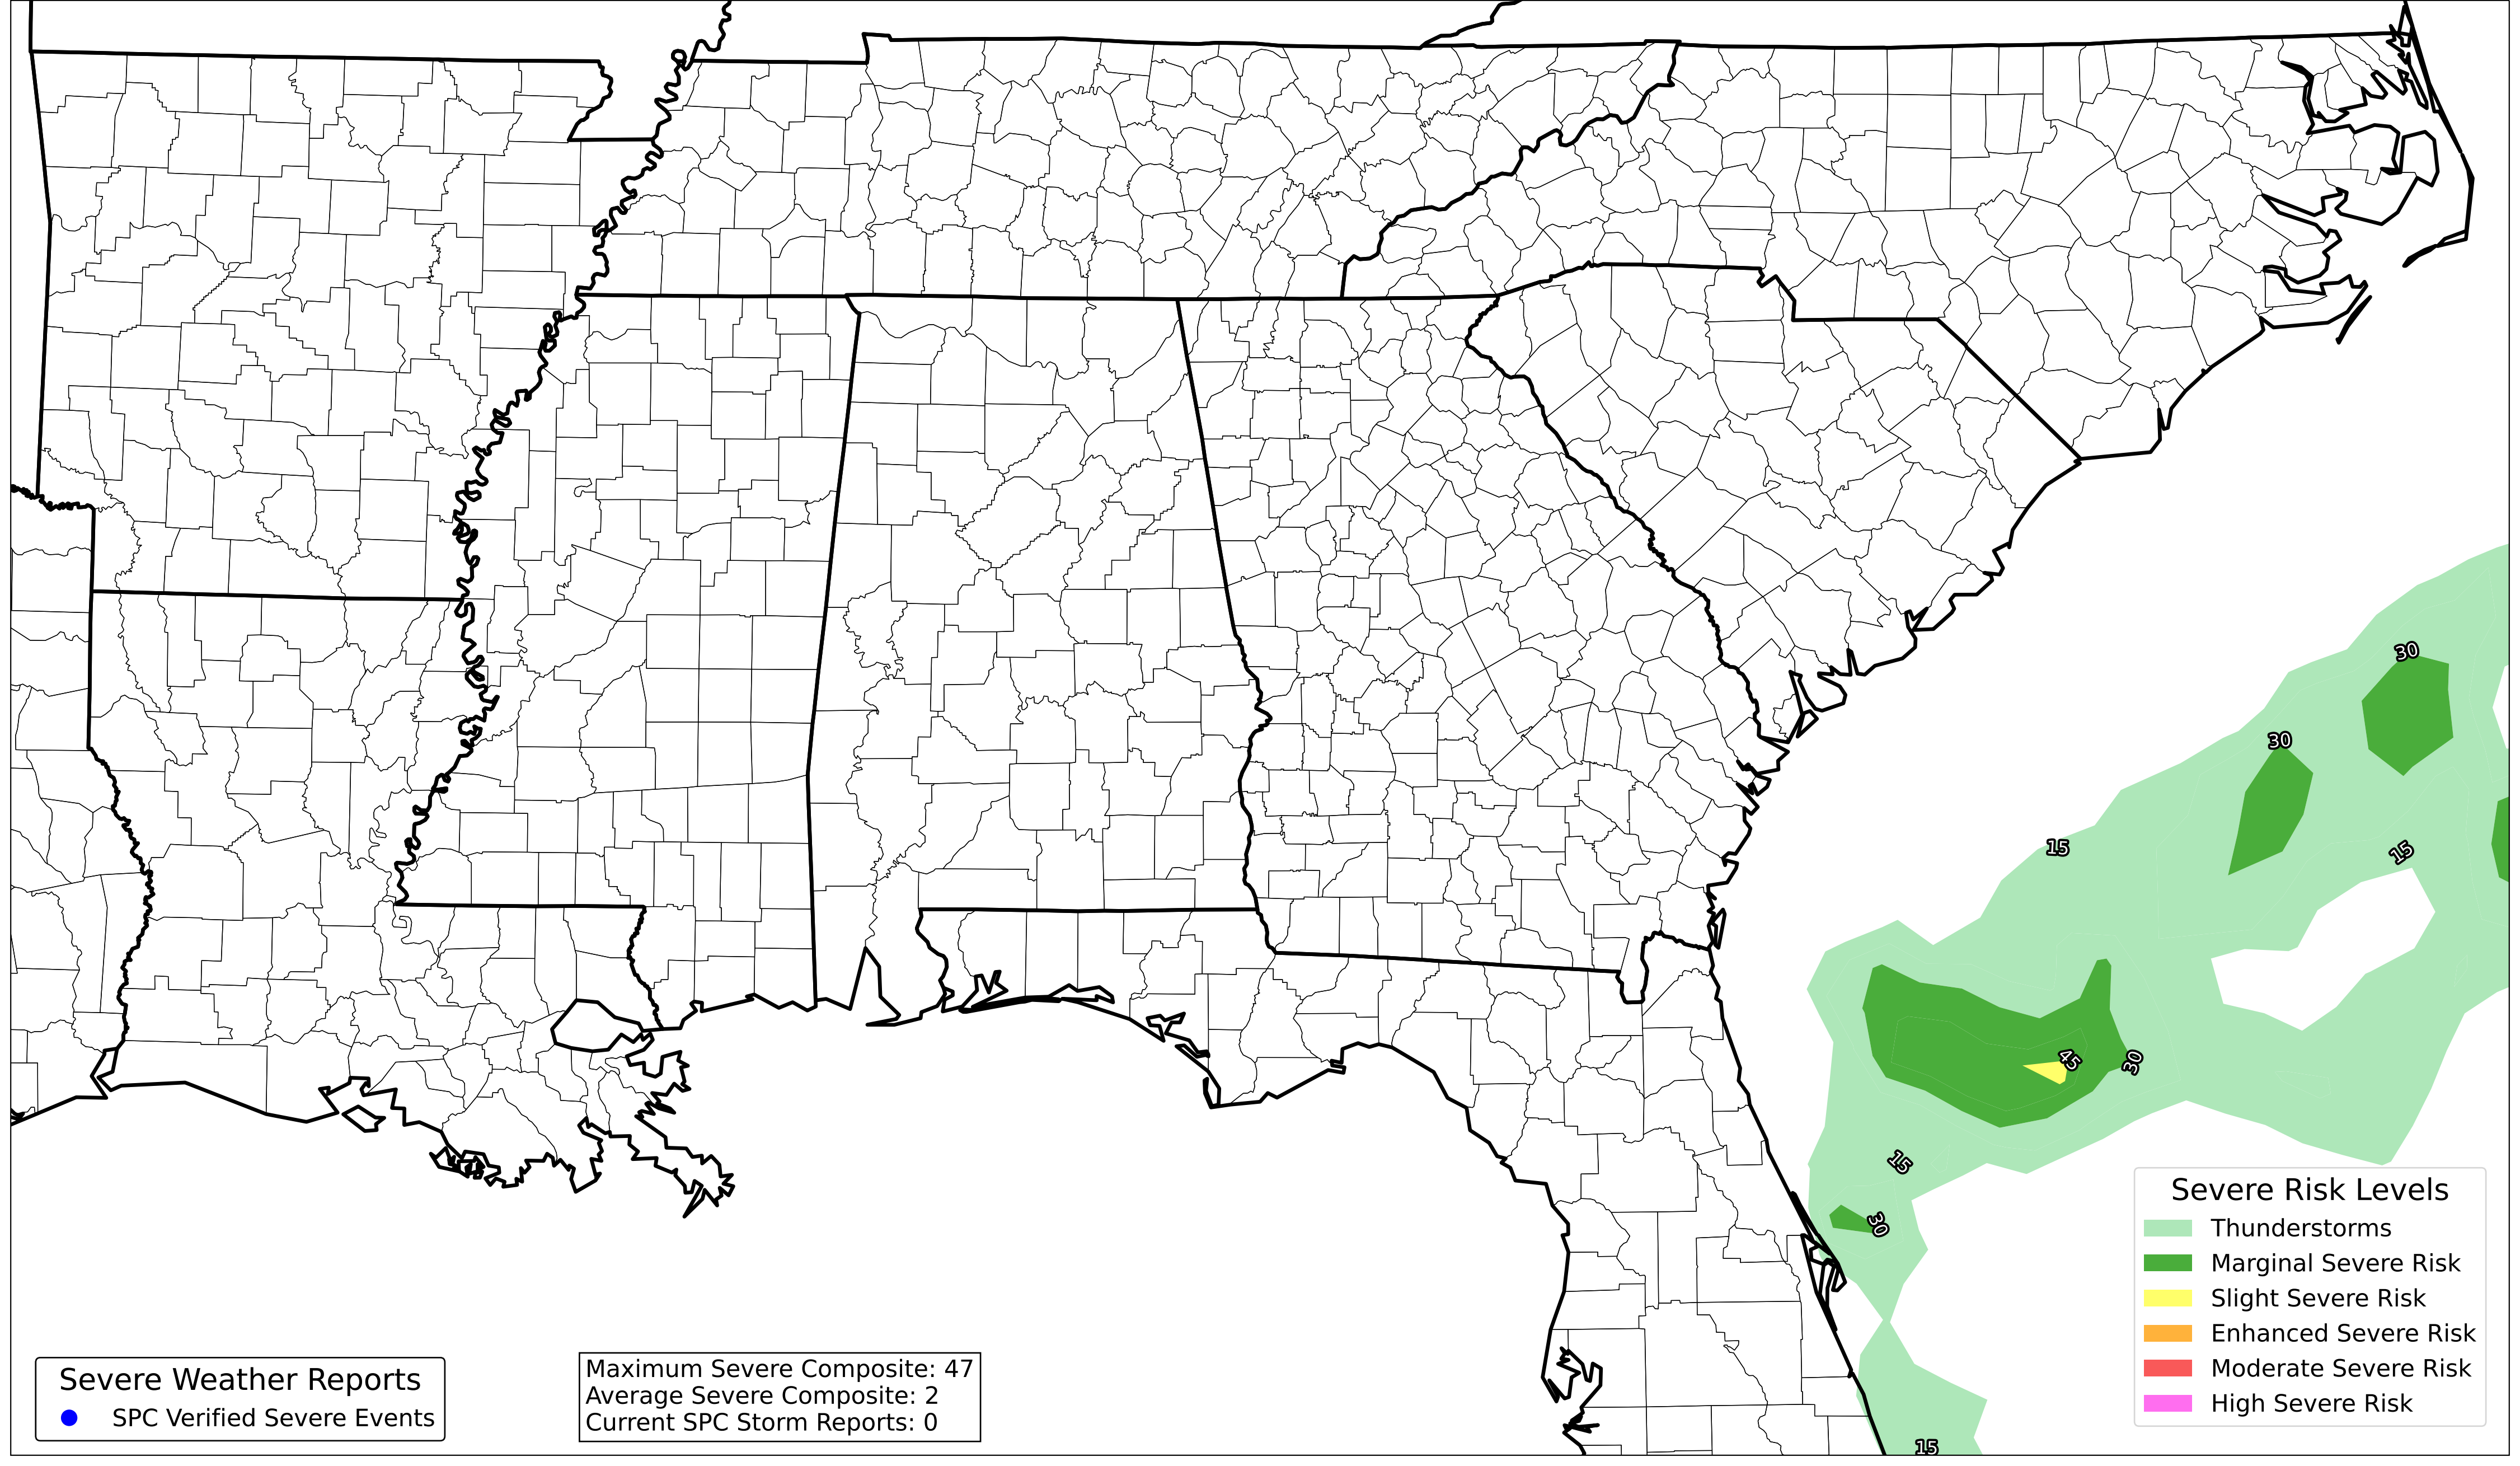 30
30
15
15
45
30
15
30
15
Severe Risk Levels
Thunderstorms
Marginal Severe Risk
Slight Severe Risk
Enhanced Severe Risk
Moderate Severe Risk
High Severe Risk
Severe Weather Reports
SPC Verified Severe Events
Maximum Severe Composite: 47
Average Severe Composite: 2
Current SPC Storm Reports: 0